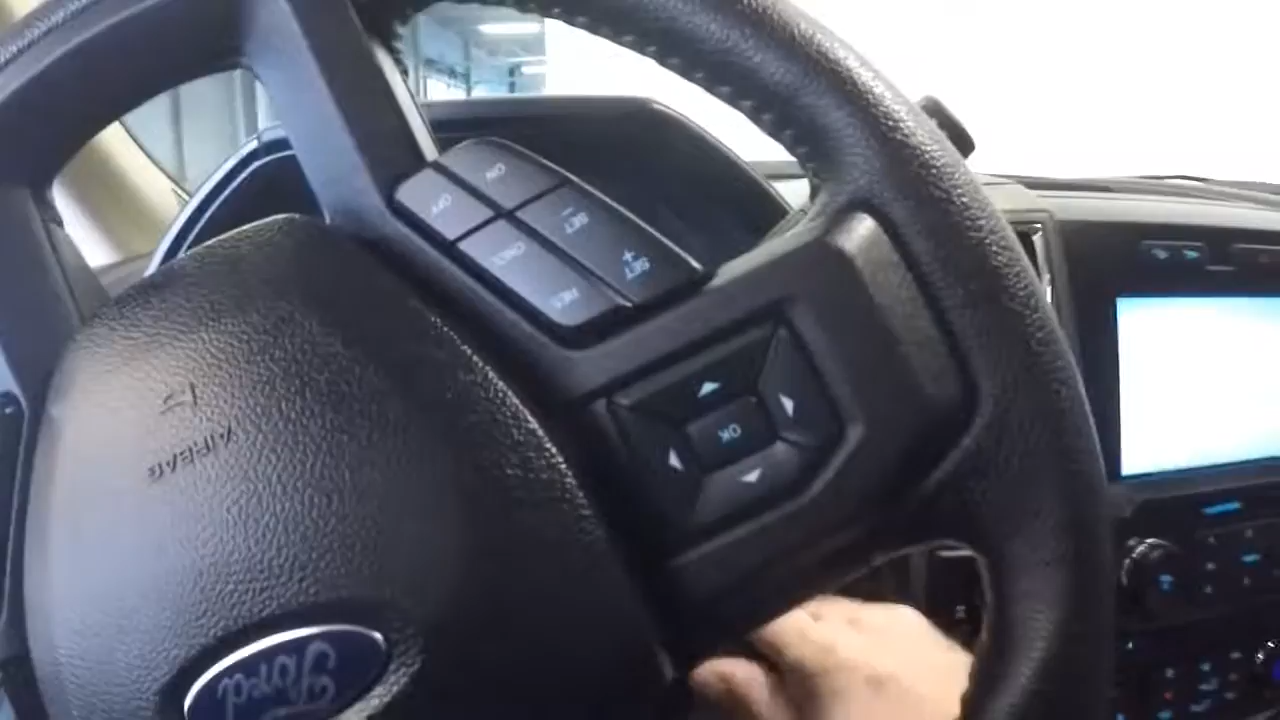 ON
OFF
SET
−
CNCL
SET
+
RES
OK
AIRBAG
Ford